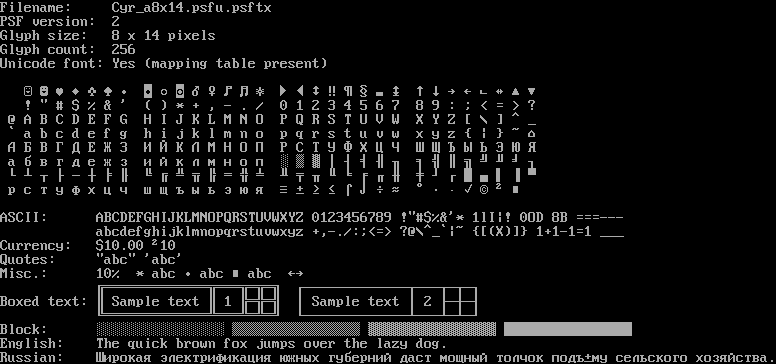 Filename: Cyr_a8x14.psfu.psftx
PSF version: 2
Glyph size: 8 x 14 pixels
Glyph count: 256
Unicode font: Yes (mapping table present)
☺ ☻ ♥ ♦ ♣ ♠ • ◘ ○ ◙ ♂ ♀ ♪ ♫ ☼ ► ◄ ↕ ‼ ¶ § ▬ ↨ ↑ ↓ → ← ∟ ↔ ▲ ▼
! " # $ % & ' ( ) * + , - . / 0 1 2 3 4 5 6 7 8 9 : ; < = > ?
@ A B C D E F G H I J K L M N O P Q R S T U V W X Y Z [ \ ] ^ _
` a b c d e f g h i j k l m n o p q r s t u v w x y z { ¦ } ~ ⌂
А Б В Г Д Е Ж З И Й К Л М Н О П Р С Т У Ф Х Ц Ч Ш Щ Ъ Ы Ь Э Ю Я
а б в г д е ж з и й к л м н о п ░ ▒ ▓ │ ┤ ╡ ╢ ╖ ╕ ╣ ║ ╗ ╝ ╜ ╛ ┐
└ ┴ ┬ ├ ─ ┼ ╞ ╟ ╚ ╔ ╩ ╦ ╠ ═ ╬ ╧ ╨ ╤ ╥ ╙ ╘ ╒ ╓ ╫ ╪ ┘ ┌ █ ▄ ▌ ▐ ▀
р с т у ф х ц ч ш щ ъ ы ь э ю я ≡ ± ≥ ≤ ⌠ ⌡ ÷ ≈ ° ∙ · √ © ² ■
ASCII: ABCDEFGHIJKLMNOPQRSTUVWXYZ 0123456789 !"#$%&'* 1lI|! 0OD 8B ===---
abcdefghijklmnopqrstuvwxyz +,-./:;<=> ?@\^_`|~ {[(X)]} 1+1-1=1 ___
Currency: $10.00 ²10
Quotes: "abc" 'abc'
Misc.: 10% * abc • abc ■ abc ↔
Boxed text: Sample text 1 Sample text 2
Block: ░░░░░░░░░░░░░░░░░ ▒▒▒▒▒▒▒▒▒▒▒▒▒▒▒▒ ▓▓▓▓▓▓▓▓▓▓▓▓▓▓▓▓ ████████████████
English: The quick brown fox jumps over the lazy dog.
Russian: Широкая электрификация южных губерний даст мощный толчок подъ±му сельского хозяйства.